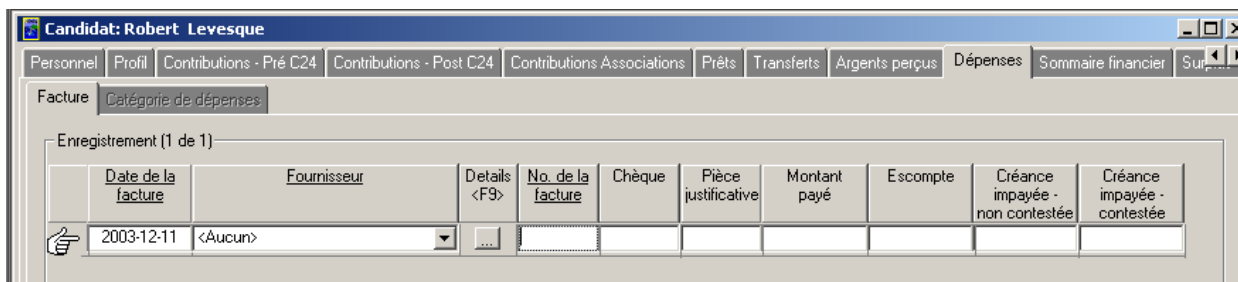 Candidat: Robert Levesque
Personnel Profil Contributions - Pré C24 Contributions - Post C24 Contributions Associations Prêts Transferts Argents perçus Dépenses Sommaire financier
Facture Catégorie de dépenses
Enregistrement (1 de 1)
Date de la facture Fournisseur Details <F9> No. de la facture Chèque Pièce justificative Montant payé Escompte Créance impayée - non contestée Créance impayée - contestée
2003-12-11 <Aucun> ...